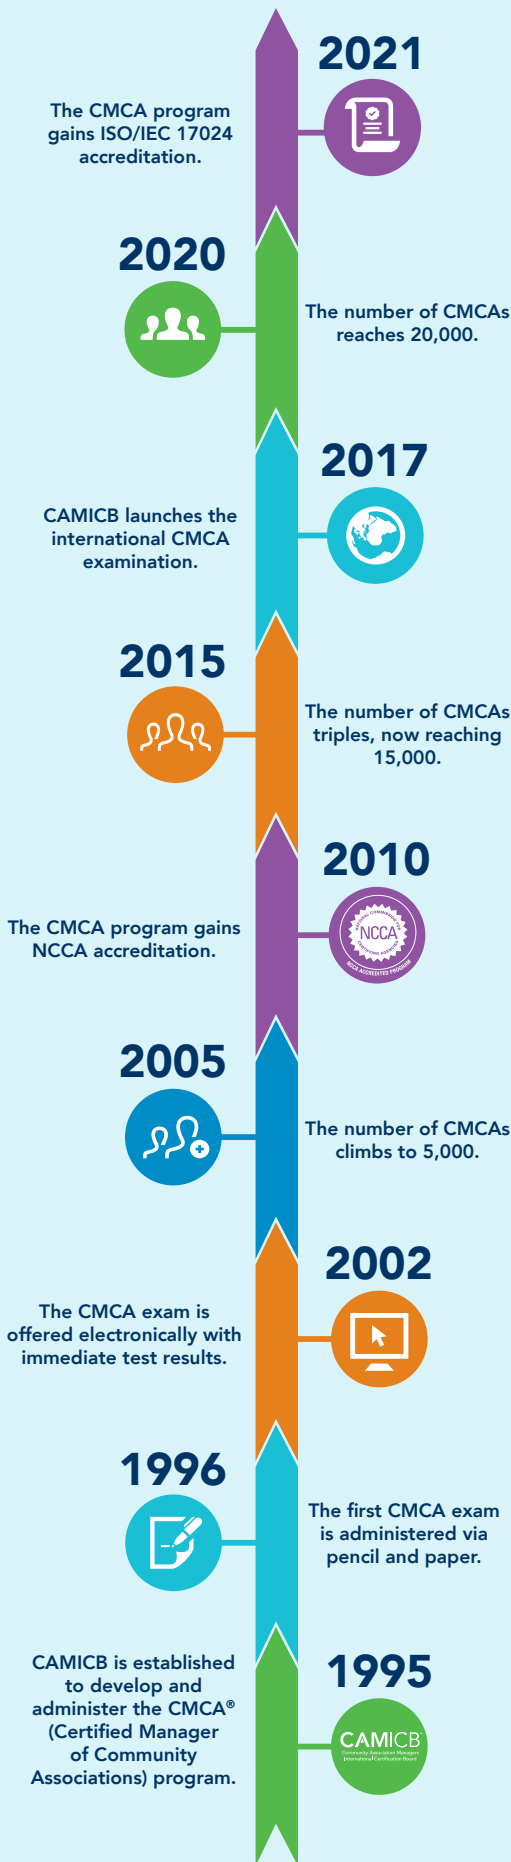 2021
The CMCA program
gains ISO/IEC 17024
accreditation.
2020
The number of CMCAs
reaches 20,000.
2017
CAMICB launches the
international CMCA
examination.
2015
The number of CMCAs
triples, now reaching
15,000.
2010
The CMCA program gains
NCCA accreditation.
NATIONAL COMMISSION FOR
NCCA
CERTIFYING AGENCIES
NCCA ACCREDITED PROGRAM
2005
The number of CMCAs
climbs to 5,000.
2002
The CMCA exam is
offered electronically with
immediate test results.
1996
The first CMCA exam
is administered via
pencil and paper.
1995
CAMICB is established
to develop and
administer the CMCA®
(Certified Manager
of Community
Associations) program.
CAMICB
Community Association Managers
International Certification Board